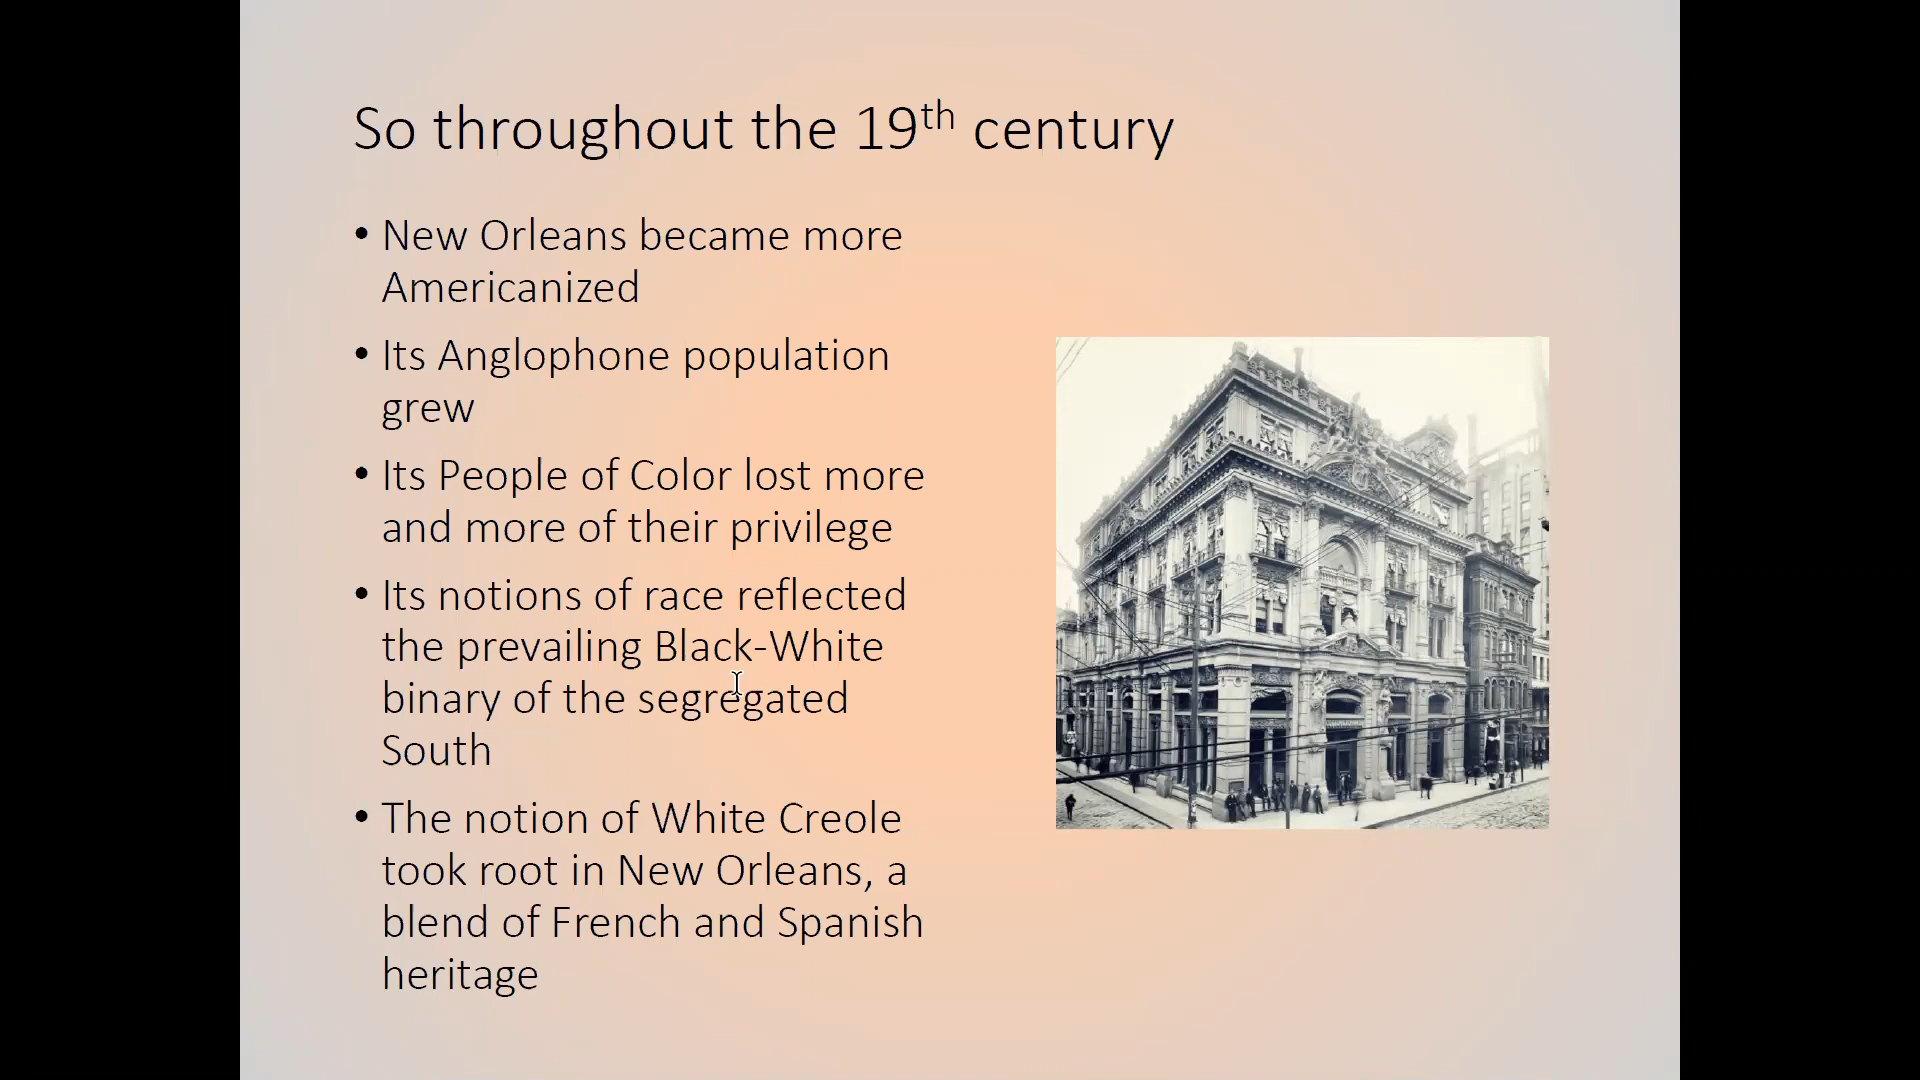 So throughout the 19th century
• New Orleans became more
Americanized
• Its Anglophone population
grew
• Its People of Color lost more
and more of their privilege
• Its notions of race reflected
the prevailing Black-White
binary of the segregated
South
• The notion of White Creole
took root in New Orleans, a
blend of French and Spanish
heritage